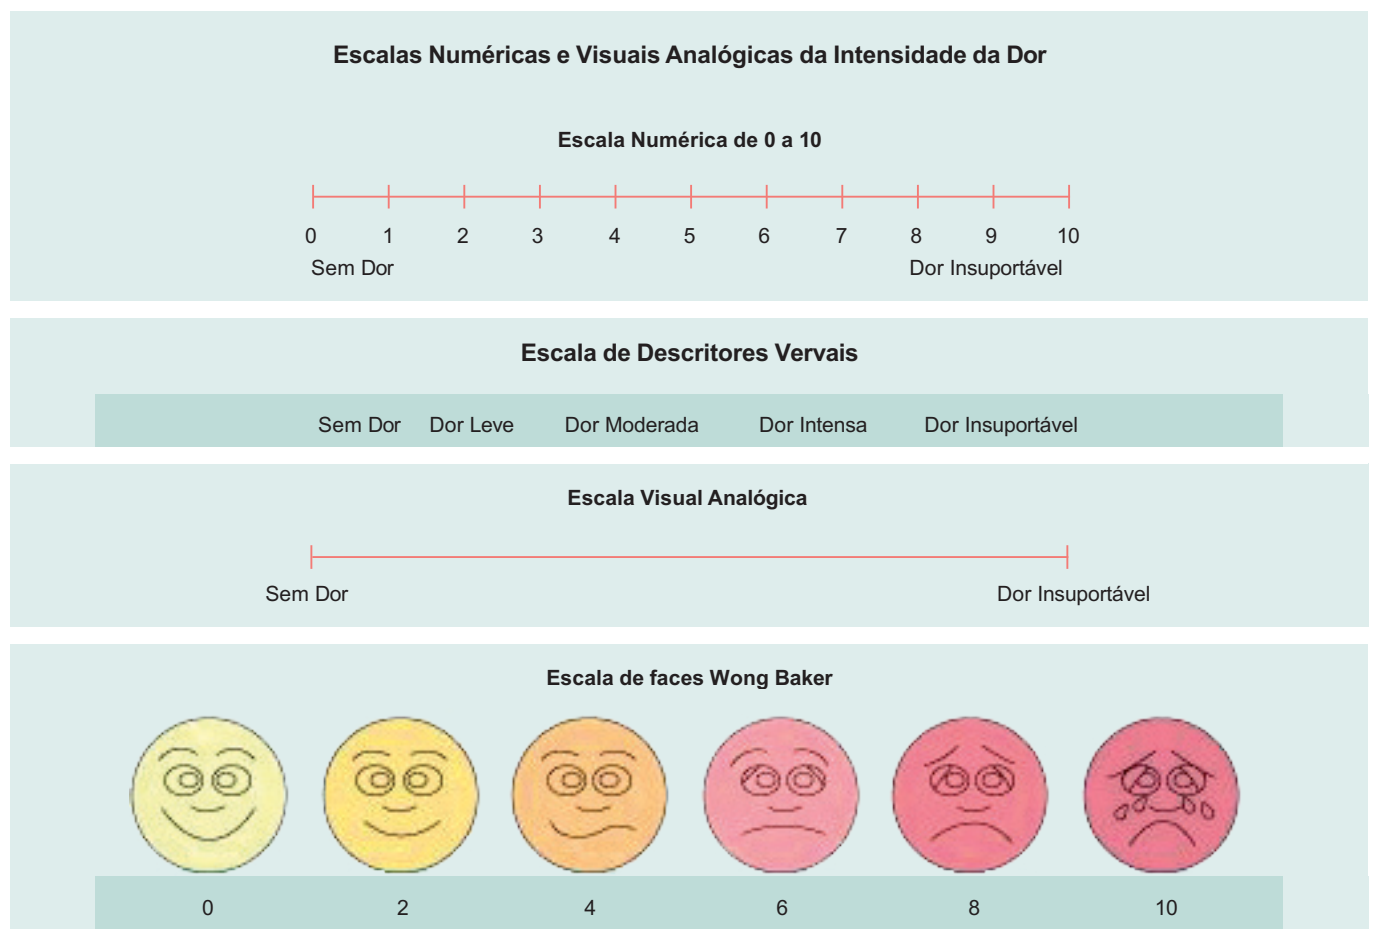 Escalas Numéricas e Visuais Analógicas da Intensidade da Dor
Escala Numérica de 0 a 10
0 1 2 3 4 5 6 7 8 9 10
Sem Dor Dor Insuportável
Escala de Descritores Vervais
Sem Dor Dor Leve Dor Moderada Dor Intensa Dor Insuportável
Escala Visual Analógica
Sem Dor Dor Insuportável
Escala de faces Wong Baker
0 2 4 6 8 10